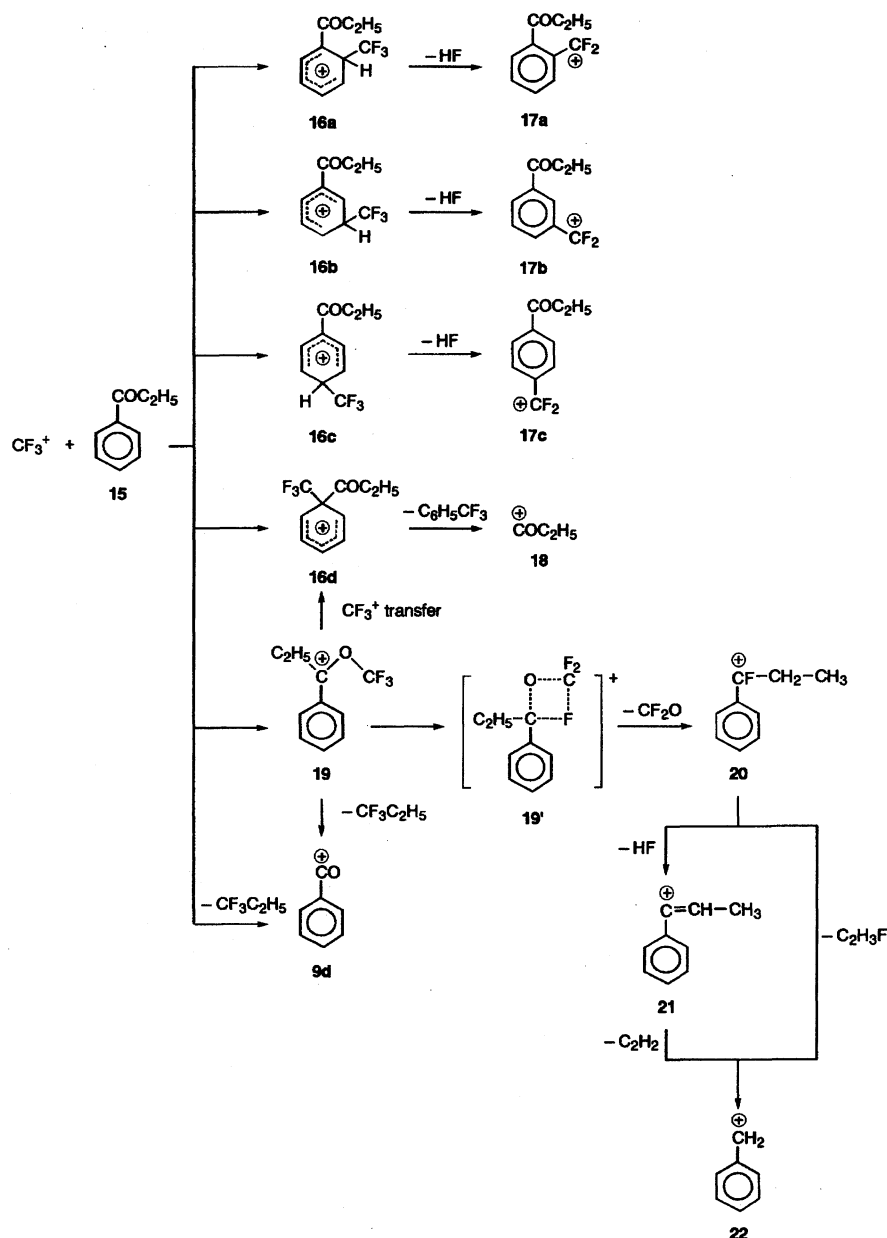 COC₂H₅
CF₃
H
16a
– HF
COC₂H₅
CF₂
⊕
17a
COC₂H₅
CF₃
H
16b
– HF
COC₂H₅
⊕
CF₂
17b
COC₂H₅
H
CF₃
16c
– HF
COC₂H₅
⊕
CF₂
17c
CF₃⁺ +
COC₂H₅
15
F₃C COC₂H₅
16d
– C₆H₅CF₃
⊕
COC₂H₅
18
CF₃⁺ transfer
C₂H₅ ⊕ O
C CF₃
19
O F₂
C
C₂H₅–C F
+
19'
– CF₂O
⊕
CF–CH₂–CH₃
20
– CF₃C₂H₅
– CF₃C₂H₅
⊕
CO
9d
– HF
⊕
C=CH–CH₃
21
– C₂H₃F
– C₂H₂
⊕
CH₂
22